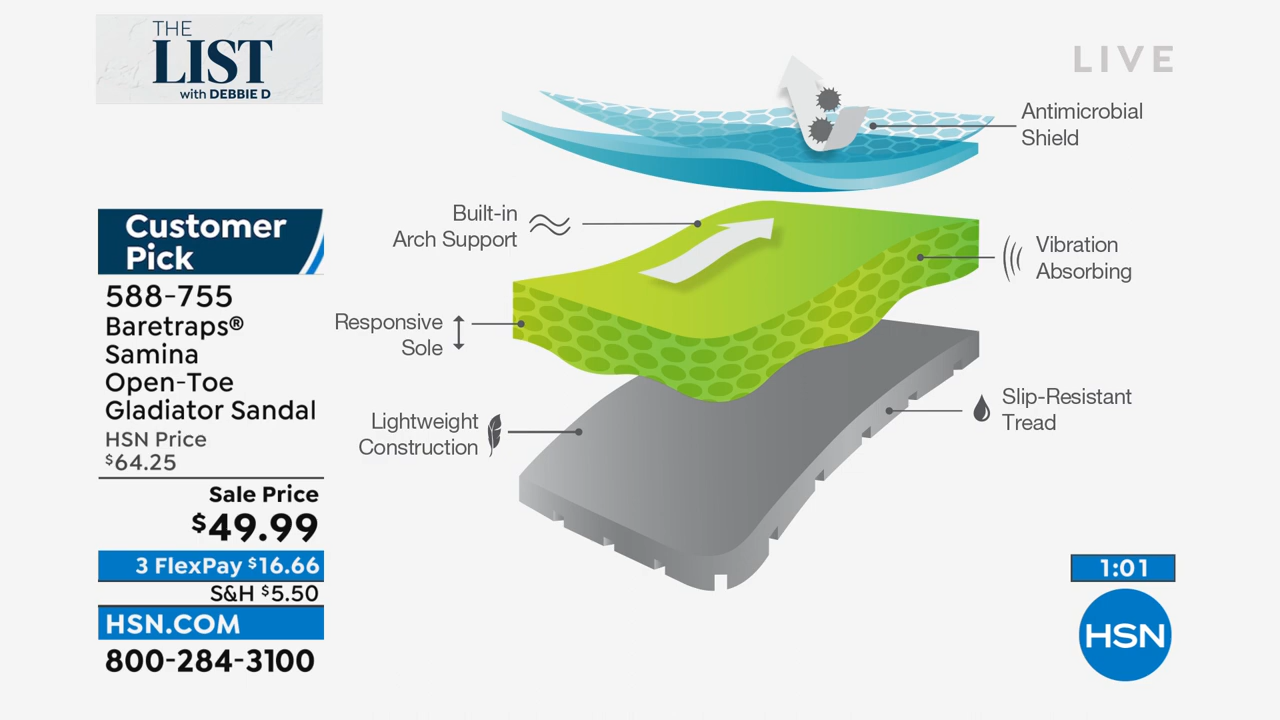 THE
LIST
with DEBBIE D
LIVE
Antimicrobial
Shield
Built-in
Arch Support
Vibration
Absorbing
Responsive
Sole
Lightweight
Construction
Slip-Resistant
Tread
Customer
Pick
588-755
Baretraps®
Samina
Open-Toe
Gladiator Sandal
HSN Price
$64.25
Sale Price
$49.99
3 FlexPay $16.66
S&H $5.50
HSN.COM
800-284-3100
1:01
HSN